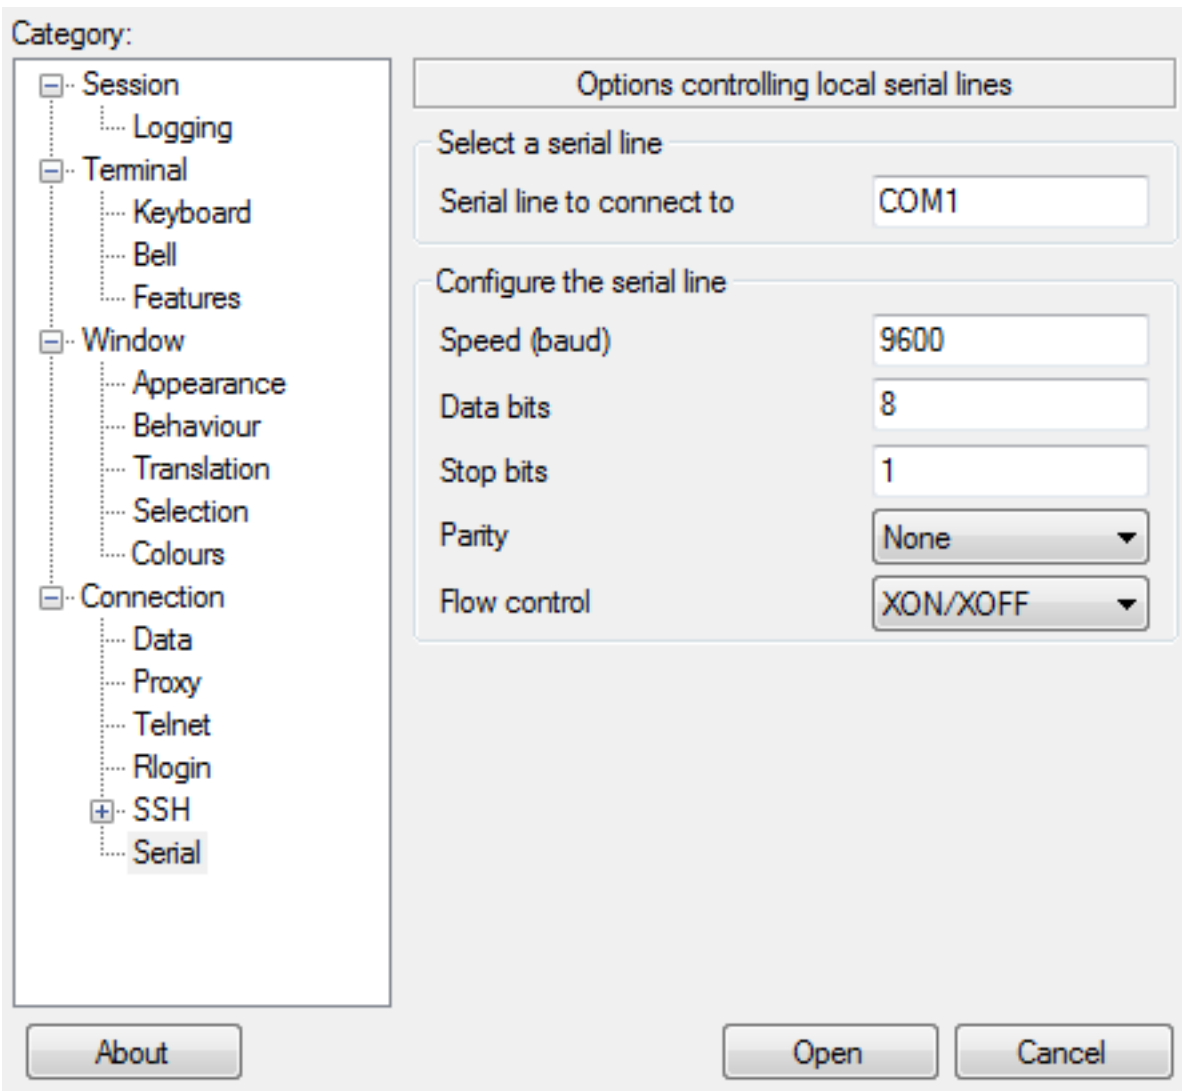 Category:
Session
Logging
Terminal
Keyboard
Bell
Features
Window
Appearance
Behaviour
Translation
Selection
Colours
Connection
Data
Proxy
Telnet
Rlogin
SSH
Serial
Options controlling local serial lines
Select a serial line
Serial line to connect to COM1
Configure the serial line
Speed (baud) 9600
Data bits 8
Stop bits 1
Parity None
Flow control XON/XOFF
About Open Cancel